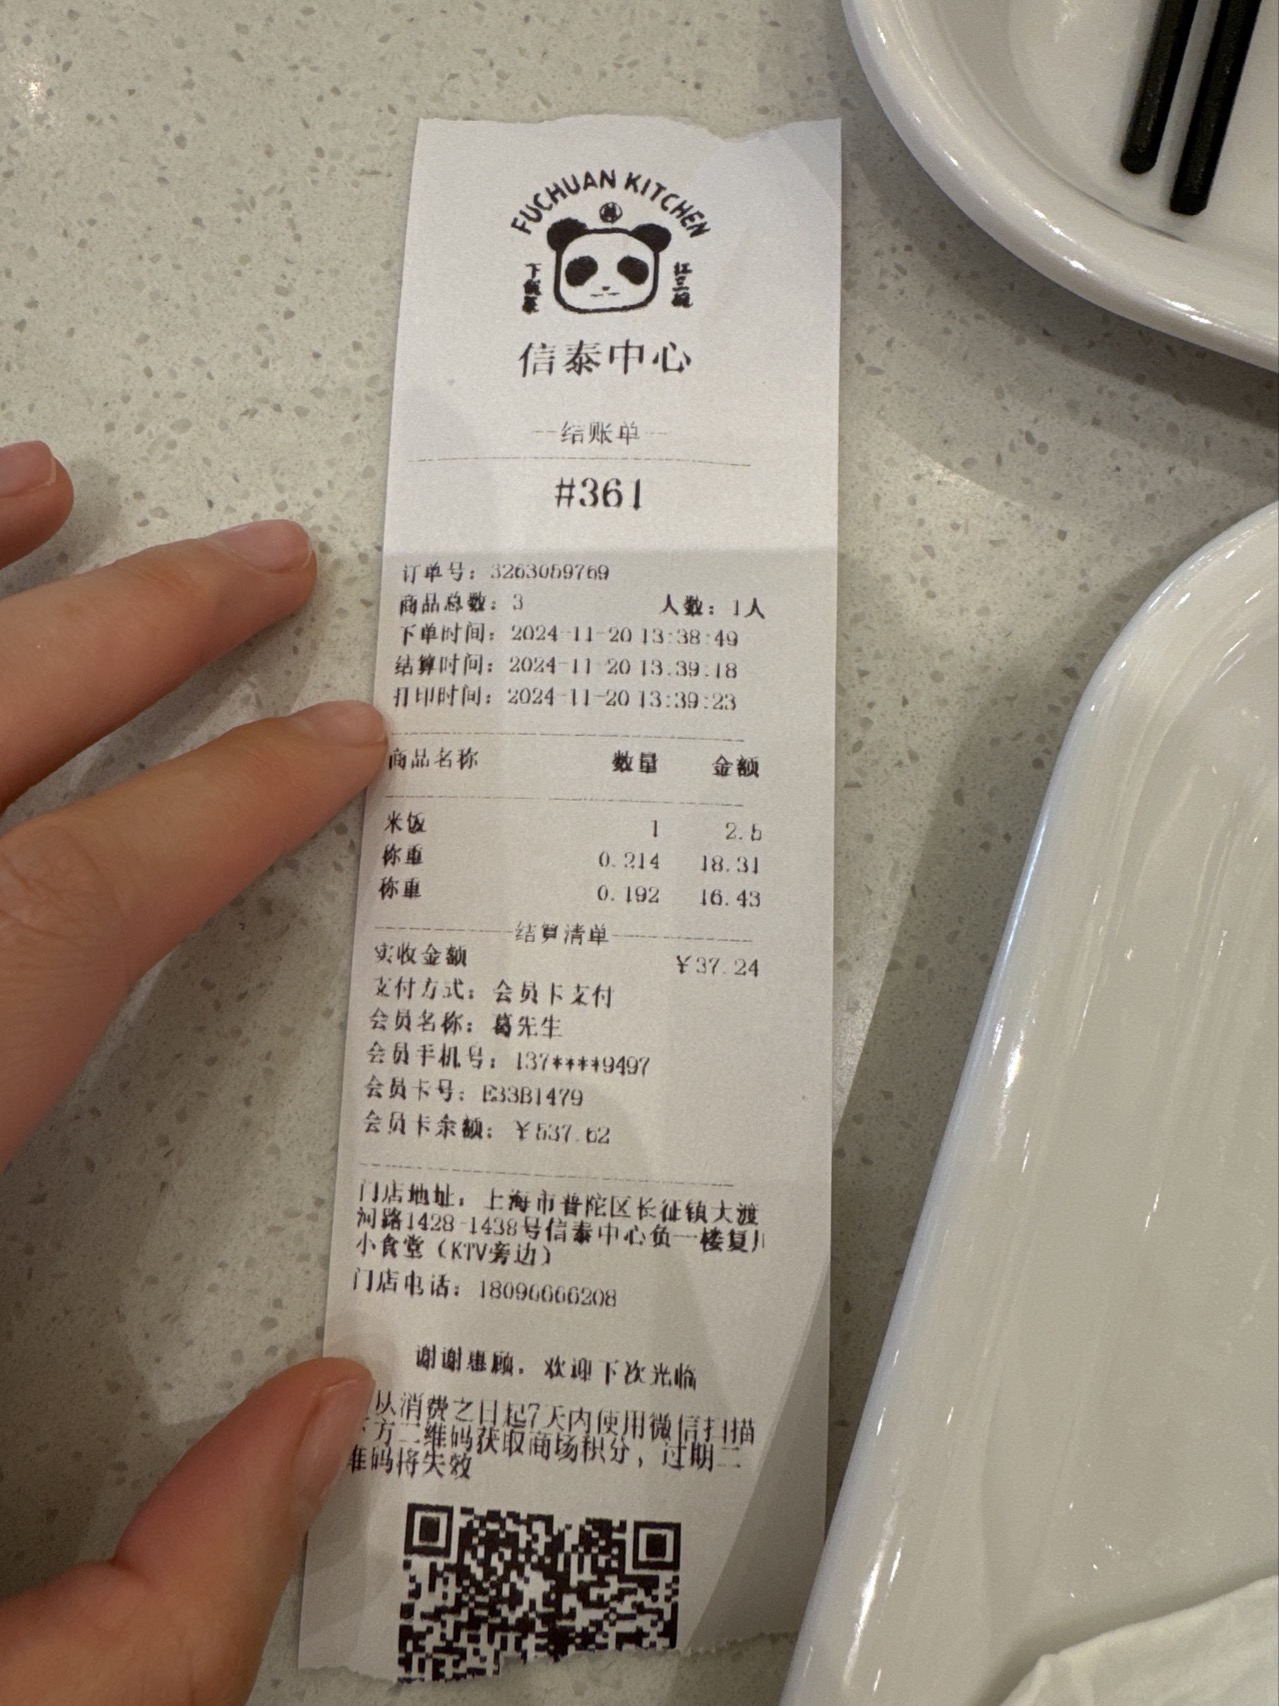 FUCHUAN KITCHEN
下饭菜
红三碗
信泰中心
结账单
#361
订单号：3263059769
商品总数：3 人数：1人
下单时间：2024-11-20 13:38:49
结算时间：2024-11-20 13:39:18
打印时间：2024-11-20 13:39:23
商品名称 数量 金额
米饭 1 2.5
称重 0.214 18.31
称重 0.192 16.43
结算清单
实收金额 ￥37.24
支付方式：会员卡支付
会员名称：葛先生
会员手机号：137****9497
会员卡号：E33B1479
会员卡余额：￥537.62
门店地址：上海市普陀区长征镇大渡
河路1428-1438号信泰中心负一楼复川
小食堂（KTV旁边）
门店电话：18096666208
谢谢惠顾，欢迎下次光临
从消费之日起7天内使用微信扫描
方二维码获取商场积分，过期二
维码将失效